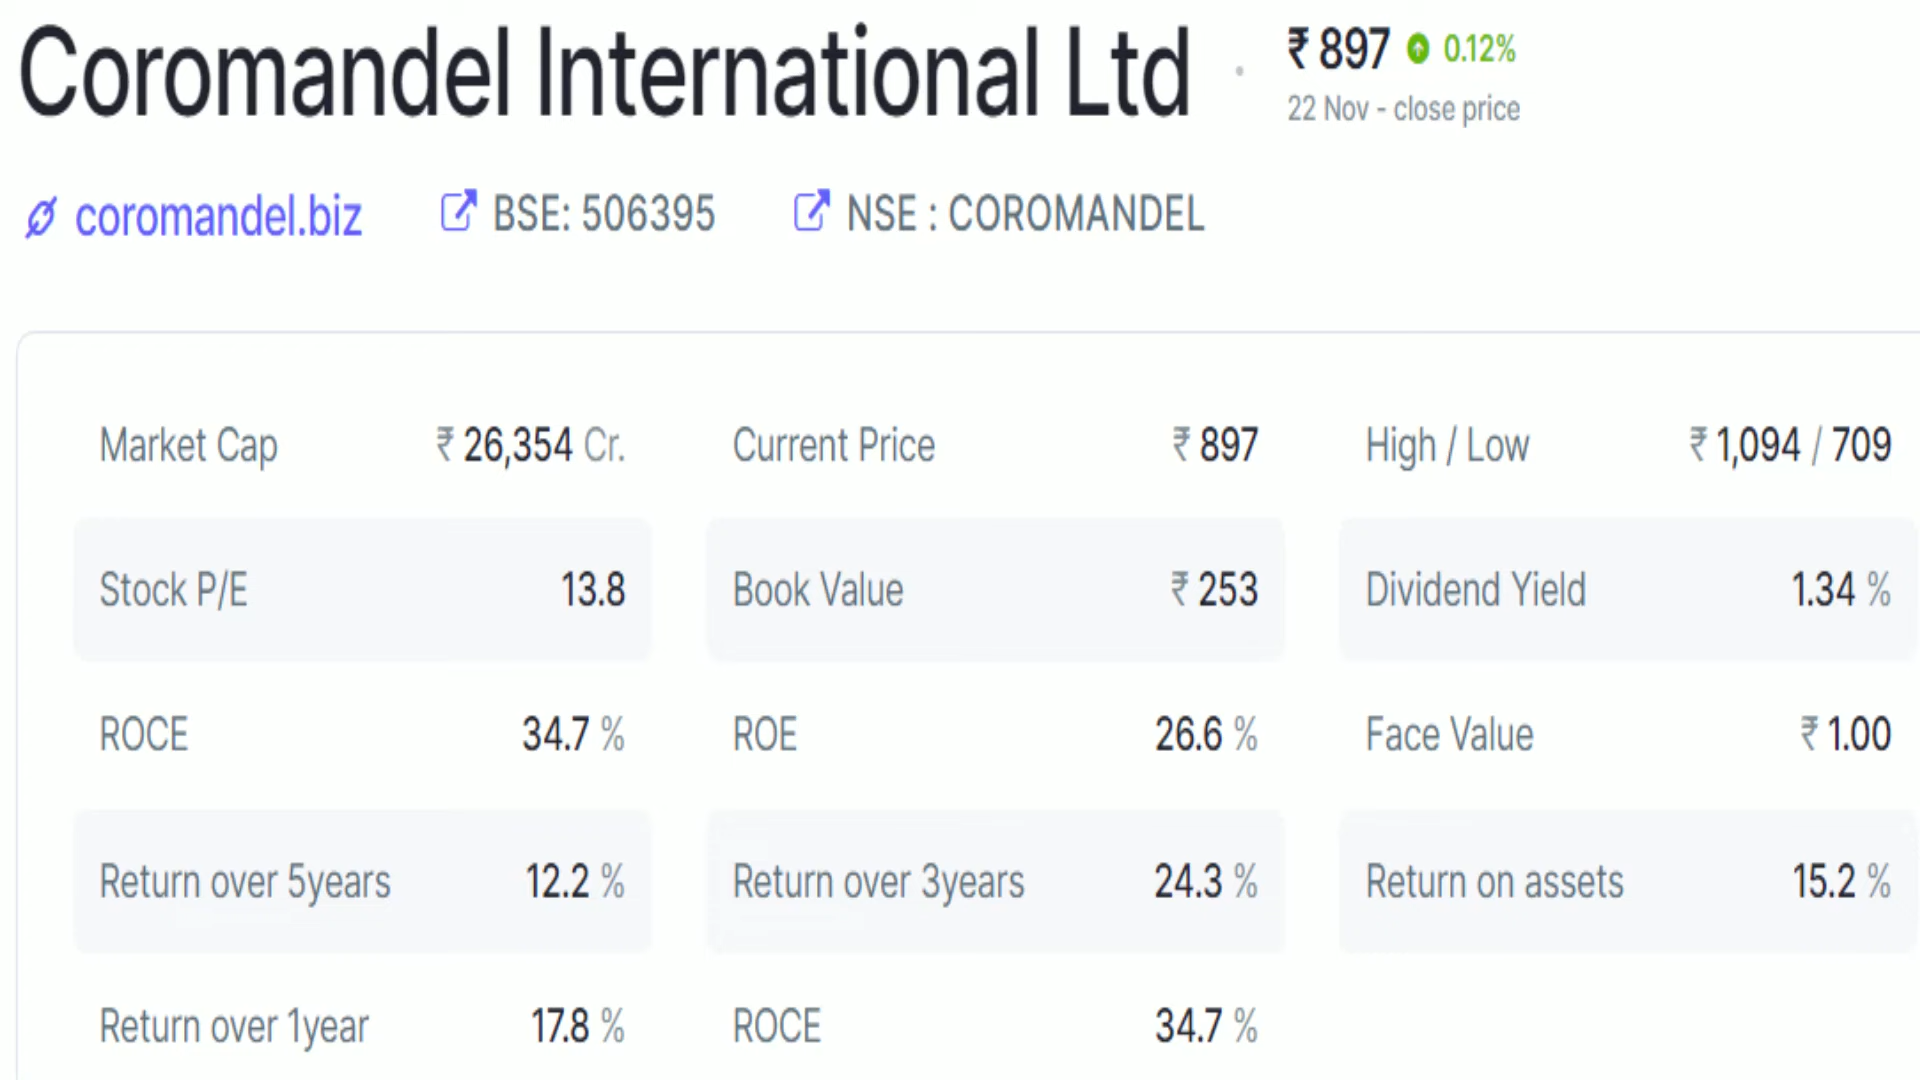 Coromandel International Ltd
₹ 897 0.12%
22 Nov - close price
coromandel.biz BSE: 506395 NSE : COROMANDEL
Market Cap ₹ 26,354 Cr. Current Price ₹ 897 High / Low ₹ 1,094 / 709
Stock P/E 13.8 Book Value ₹ 253 Dividend Yield 1.34 %
ROCE 34.7 % ROE 26.6 % Face Value ₹ 1.00
Return over 5years 12.2 % Return over 3years 24.3 % Return on assets 15.2 %
Return over 1year 17.8 % ROCE 34.7 %